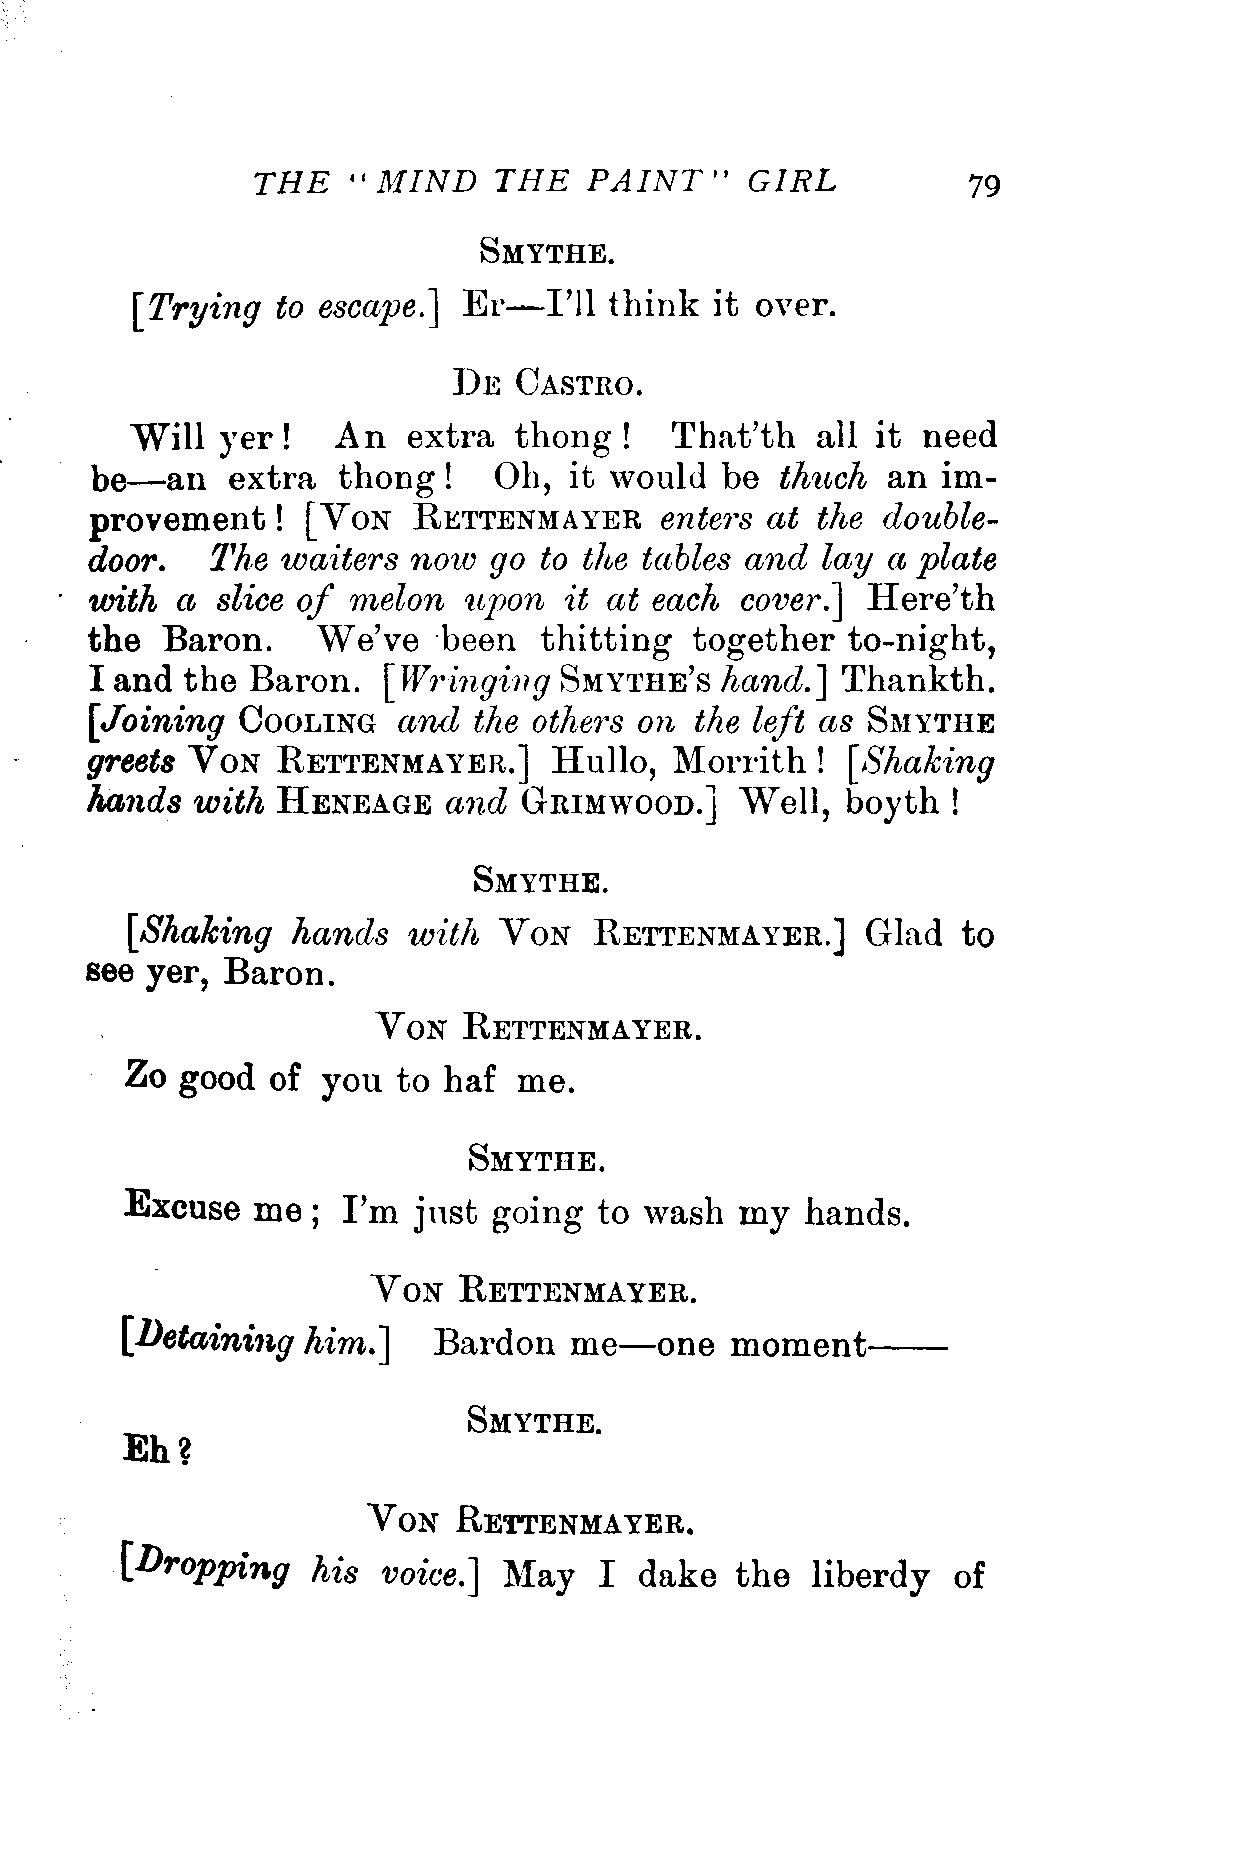 THE "MIND THE PAINT" GIRL 79
SMYTHE.
[Trying to escape.] Er—I'll think it over.
DE CASTRO.
Will yer! An extra thong! That'th all it need
be—an extra thong! Oh, it would be thuch an im-
provement! [VON RETTENMAYER enters at the double-
door. The waiters now go to the tables and lay a plate
with a slice of melon upon it at each cover.] Here'th
the Baron. We've been thitting together to-night,
I and the Baron. [Wringing SMYTHE'S hand.] Thankth.
[Joining COOLING and the others on the left as SMYTHE
greets VON RETTENMAYER.] Hullo, Morrith! [Shaking
hands with HENEAGE and GRIMWOOD.] Well, boyth!
SMYTHE.
[Shaking hands with VON RETTENMAYER.] Glad to
see yer, Baron.
VON RETTENMAYER.
Zo good of you to haf me.
SMYTHE.
Excuse me; I'm just going to wash my hands.
VON RETTENMAYER.
[Detaining him.] Bardon me—one moment——
SMYTHE.
Eh?
VON RETTENMAYER.
[Dropping his voice.] May I dake the liberdy of